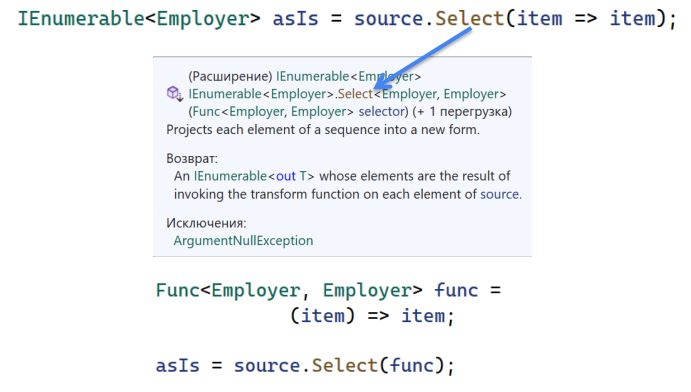 IEnumerable<Employer> asIs = source.Select(item => item);
(Расширение) IEnumerable<Employer>
IEnumerable<Employer>.Select<Employer, Employer>
(Func<Employer, Employer> selector) (+ 1 перегрузка)
Projects each element of a sequence into a new form.
Возврат:
An IEnumerable<out T> whose elements are the result of
invoking the transform function on each element of source.
Исключения:
ArgumentNullException
Func<Employer, Employer> func =
(item) => item;
asIs = source.Select(func);